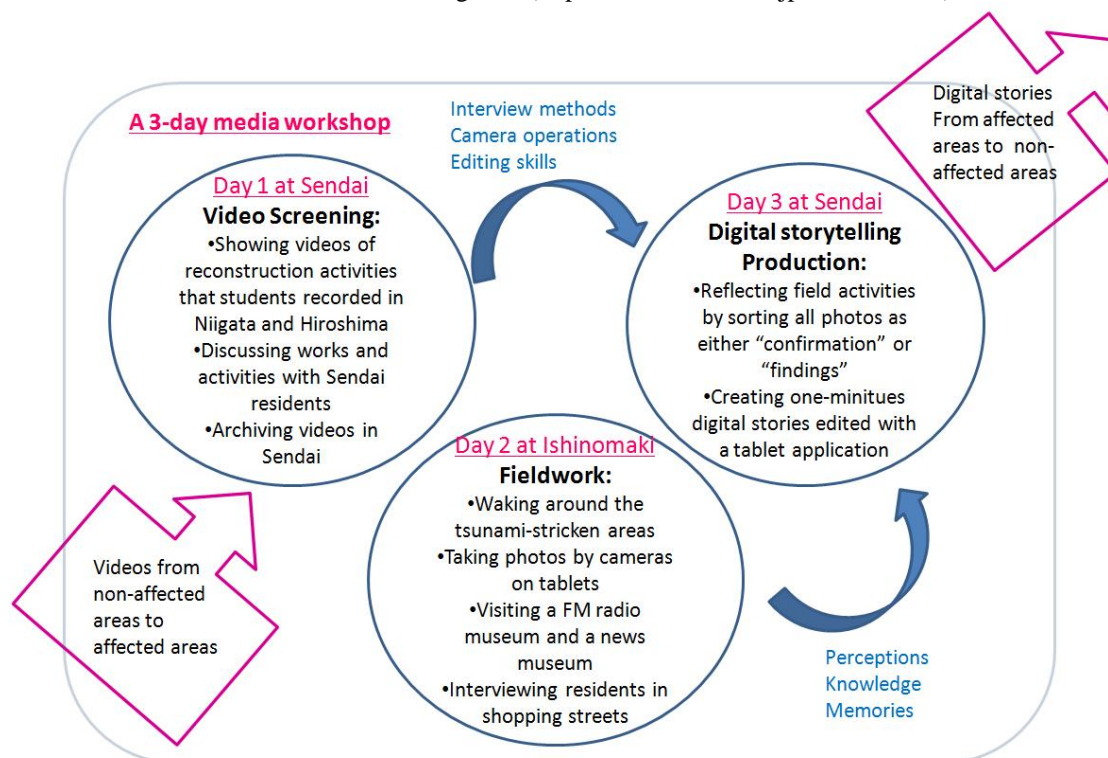 A 3-day media workshop
Interview methods
Camera operations
Editing skills
Digital stories
From affected
areas to non-
affected areas
Day 1 at Sendai
Video Screening:
•Showing videos of
reconstruction activities
that students recorded in
Niigata and Hiroshima
•Discussing works and
activities with Sendai
residents
•Archiving videos in
Sendai
Day 3 at Sendai
Digital storytelling
Production:
•Reflecting field activities
by sorting all photos as
either “confirmation” or
“findings”
•Creating one-minitues
digital stories edited with
a tablet application
Day 2 at Ishinomaki
Fieldwork:
•Waking around the
tsunami-stricken areas
•Taking photos by cameras
on tablets
•Visiting a FM radio
museum and a news
museum
•Interviewing residents in
shopping streets
Videos from
non-affected
areas to
affected areas
Perceptions
Knowledge
Memories